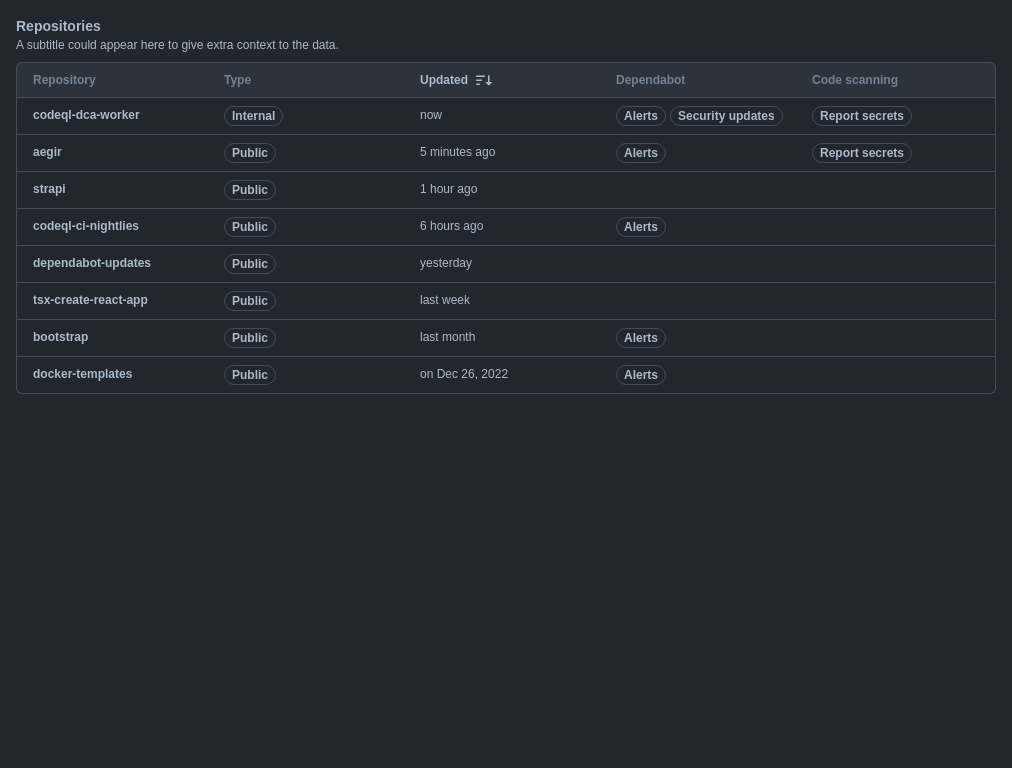 Repositories
A subtitle could appear here to give extra context to the data.
Repository Type Updated Dependabot Code scanning
codeql-dca-worker Internal now Alerts Security updates Report secrets
aegir Public 5 minutes ago Alerts Report secrets
strapi Public 1 hour ago
codeql-ci-nightlies Public 6 hours ago Alerts
dependabot-updates Public yesterday
tsx-create-react-app Public last week
bootstrap Public last month Alerts
docker-templates Public on Dec 26, 2022 Alerts